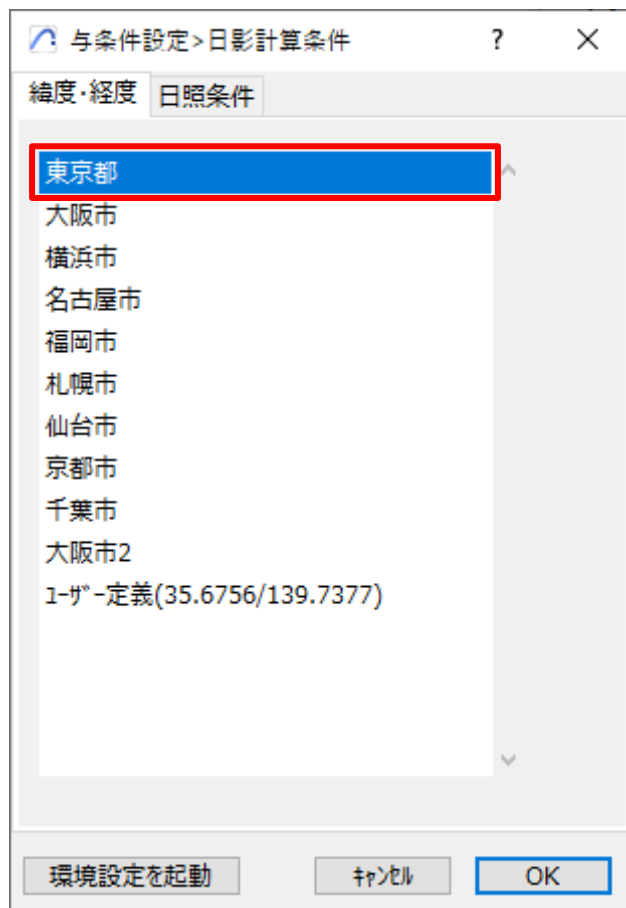 与条件設定>日影計算条件 ?
緯度・経度 日照条件
東京都
大阪市
横浜市
名古屋市
福岡市
札幌市
仙台市
京都市
千葉市
大阪市2
ﾕｰｻﾞｰ定義(35.6756/139.7377)
環境設定を起動 ｷｬﾝｾﾙ OK